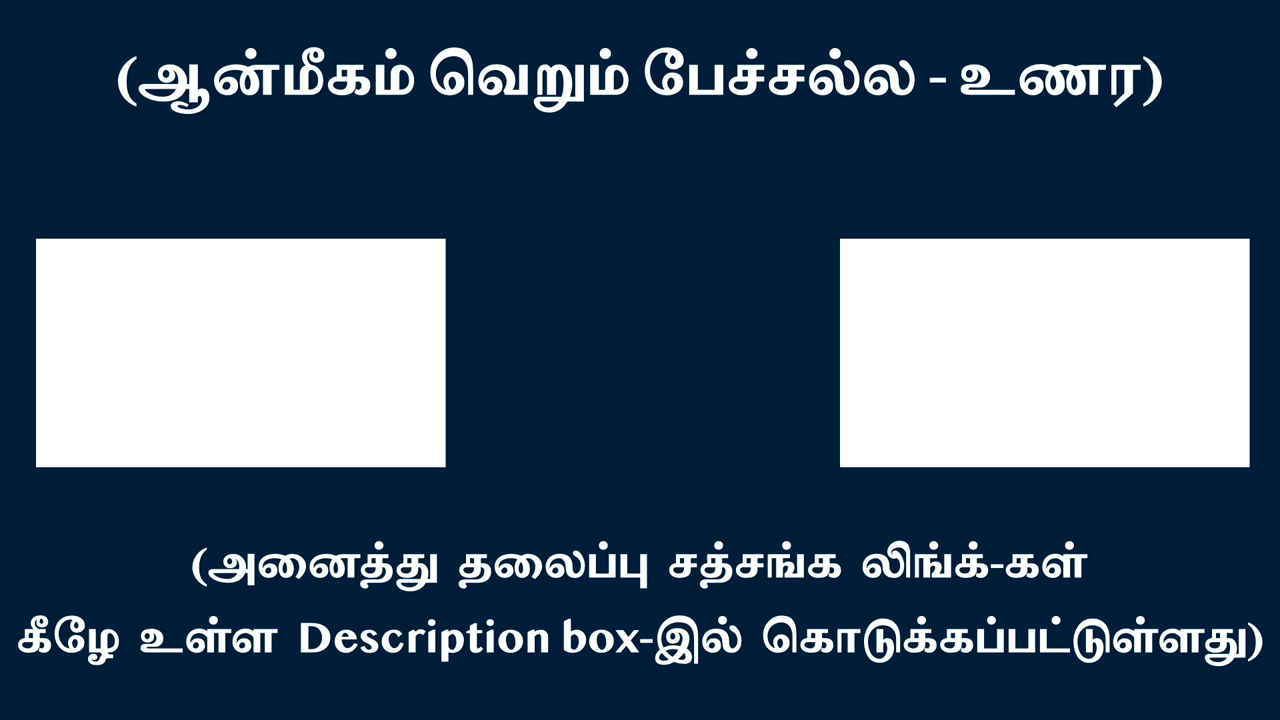 (ஆன்மீகம் வெறும் பேச்சல்ல - உணர)
(அனைத்து தலைப்பு சத்சங்க லிங்க்-கள்
கீழே உள்ள Description box-இல் கொடுக்கப்பட்டுள்ளது)